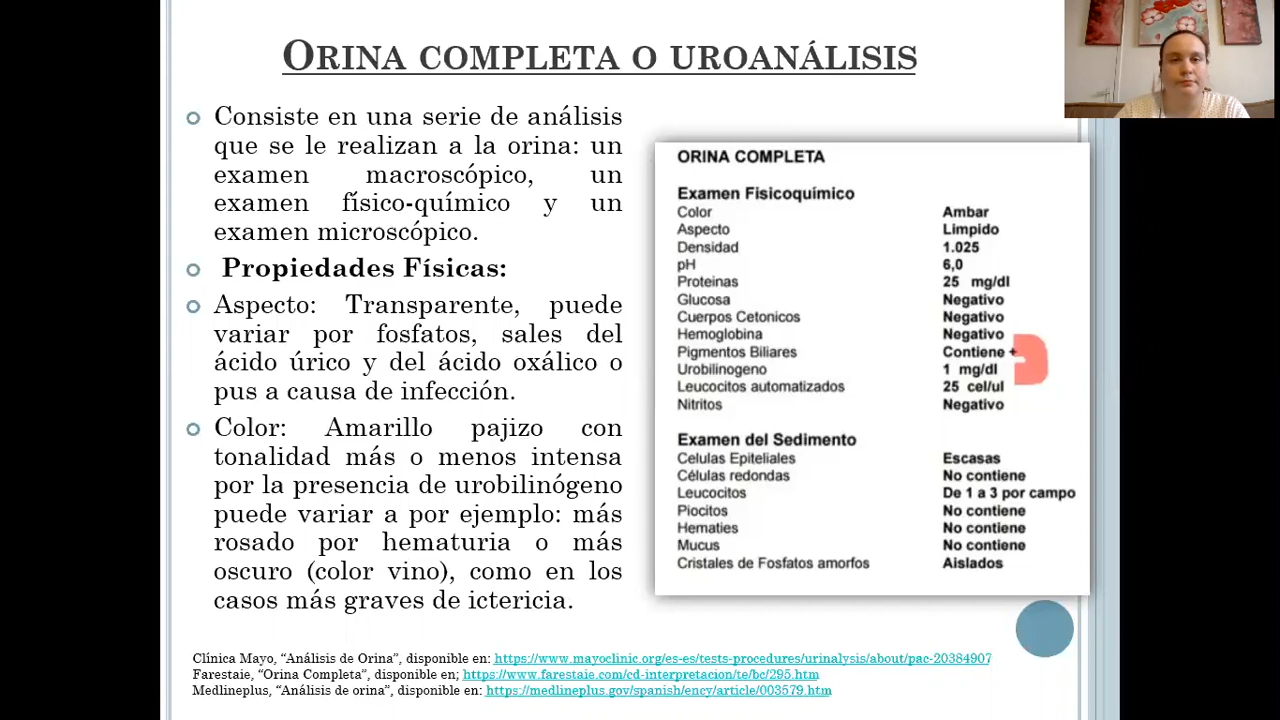 ORINA COMPLETA O UROANÁLISIS
Consiste en una serie de análisis
que se le realizan a la orina: un
examen macroscópico, un
examen físico-químico y un
examen microscópico.
Propiedades Físicas:
Aspecto: Transparente, puede
variar por fosfatos, sales del
ácido úrico y del ácido oxálico o
pus a causa de infección.
Color: Amarillo pajizo con
tonalidad más o menos intensa
por la presencia de urobilinógeno
puede variar a por ejemplo: más
rosado por hematuria o más
oscuro (color vino), como en los
casos más graves de ictericia.
ORINA COMPLETA
Examen Fisicoquímico
Color Ambar
Aspecto Limpido
Densidad 1.025
pH 6,0
Proteinas 25 mg/dl
Glucosa Negativo
Cuerpos Cetonicos Negativo
Hemoglobina Negativo
Pigmentos Biliares Contiene +
Urobilinogeno 1 mg/dl
Leucocitos automatizados 25 cel/ul
Nitritos Negativo
Examen del Sedimento
Celulas Epiteliales Escasas
Células redondas No contiene
Leucocitos De 1 a 3 por campo
Piocitos No contiene
Hematies No contiene
Mucus No contiene
Cristales de Fosfatos amorfos Aislados
Clínica Mayo, “Análisis de Orina”, disponible en: https://www.mayoclinic.org/es-es/tests-procedures/urinalysis/about/pac-20384907
Farestaie, “Orina Completa”, disponible en; https://www.farestaie.com/cd-interpretacion/te/bc/295.htm
Medlineplus, “Análisis de orina”, disponible en: https://medlineplus.gov/spanish/ency/article/003579.htm